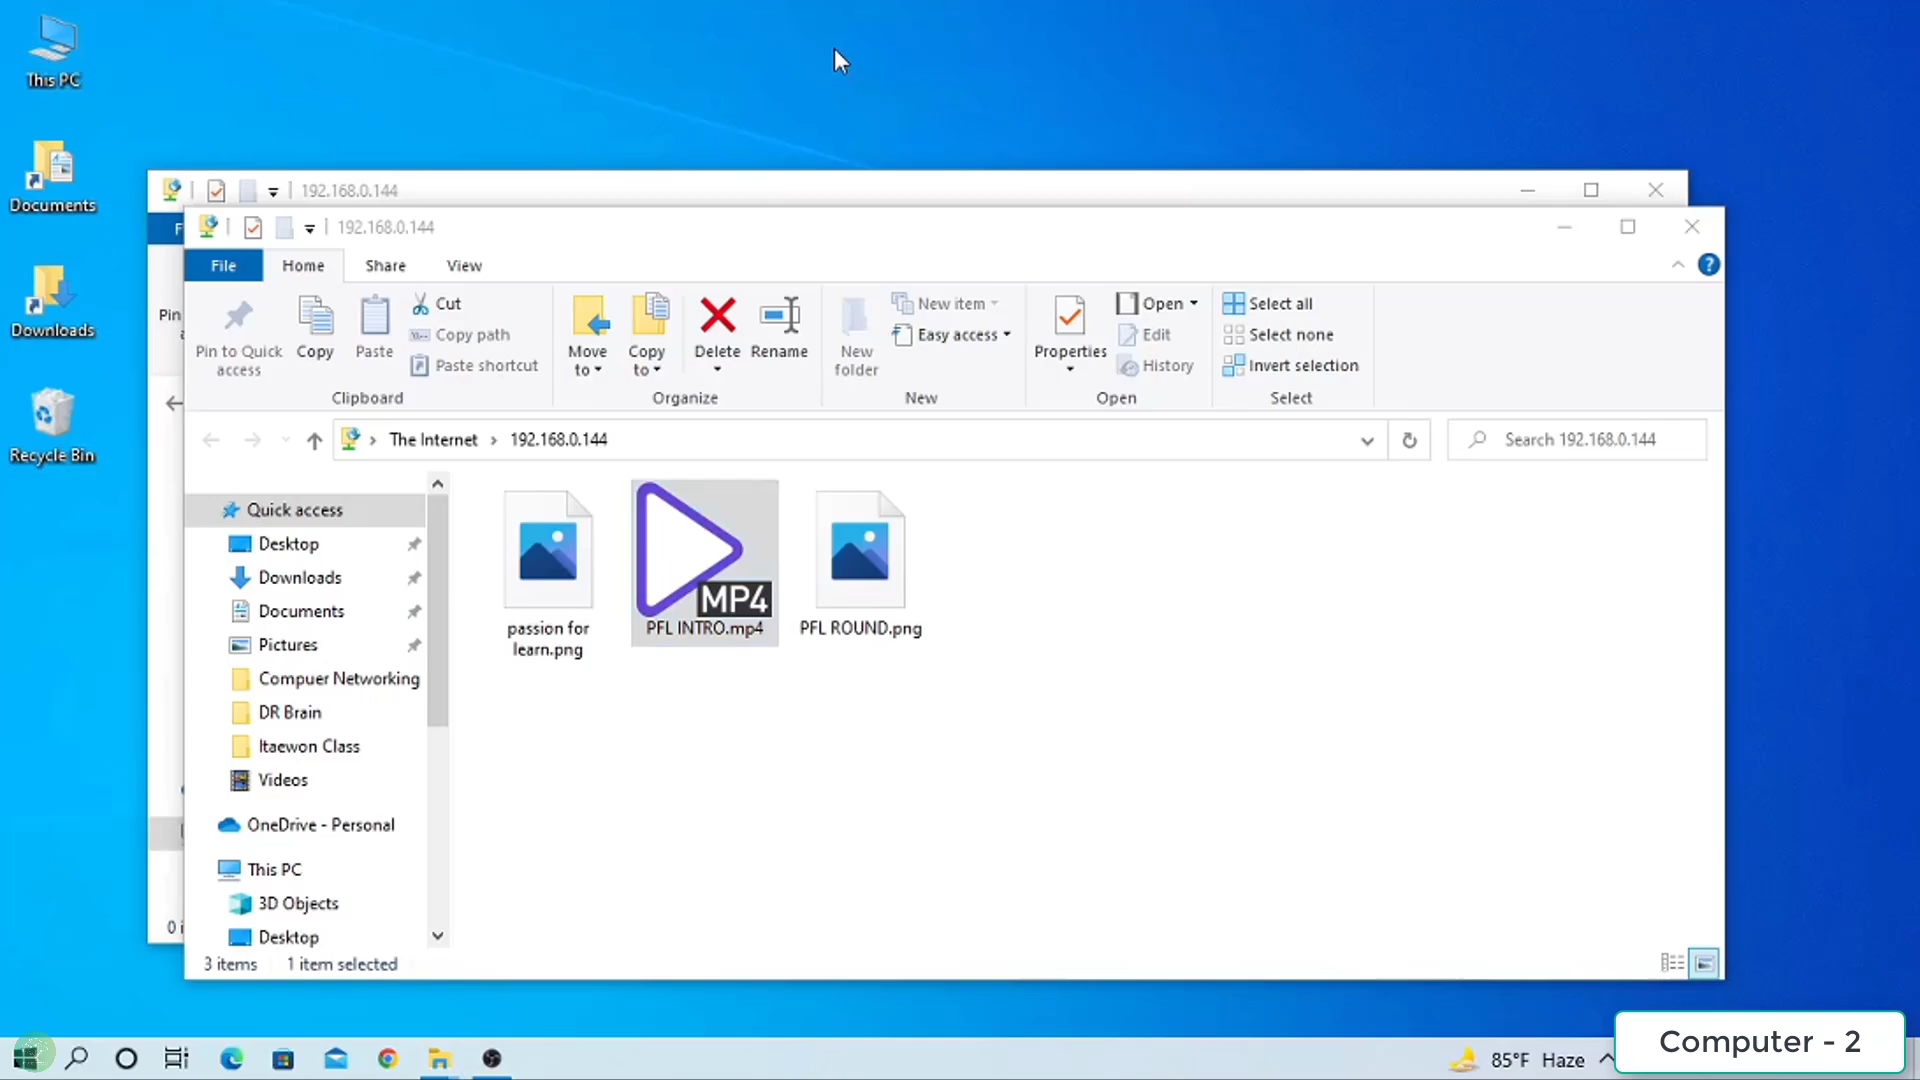 This PC
Documents
Downloads
Recycle Bin
192.168.0.144
192.168.0.144
File Home Share View
Pin to Quick access
Copy
Paste
Cut
Copy path
Paste shortcut
Clipboard
Move to
Copy to
Delete
Rename
Organize
New folder
New item
Easy access
New
Properties
Open
Edit
History
Open
Select all
Select none
Invert selection
Select
Pin
The Internet 192.168.0.144
Search 192.168.0.144
Quick access
Desktop
Downloads
Documents
Pictures
Compuer Networking
DR Brain
Itaewon Class
Videos
OneDrive - Personal
This PC
3D Objects
Desktop
passion for
learn.png
MP4
PFL INTRO.mp4
PFL ROUND.png
3 items 1 item selected
85°F Haze
Computer - 2